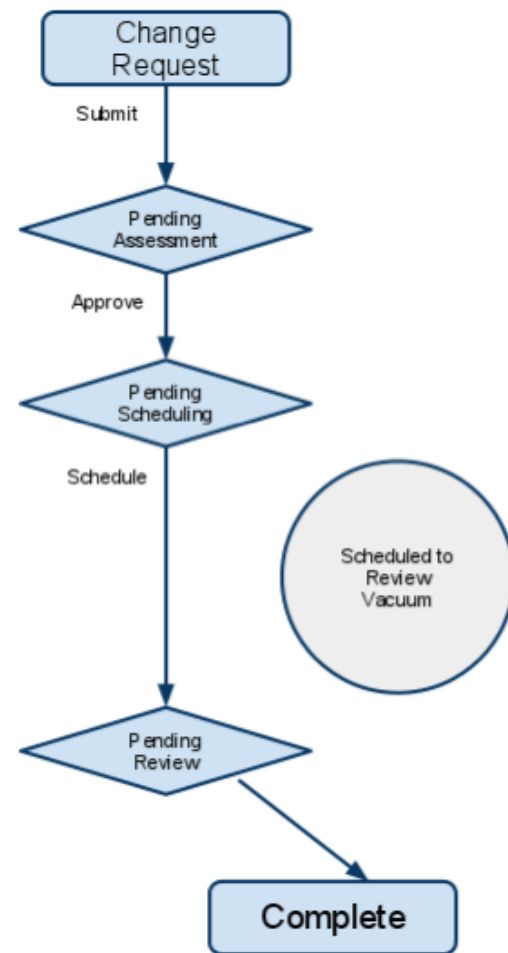 Change
Request
Submit
Pending
Assessment
Approve
Pending
Scheduling
Schedule
Scheduled to
Review
Vacuum
Pending
Review
Complete